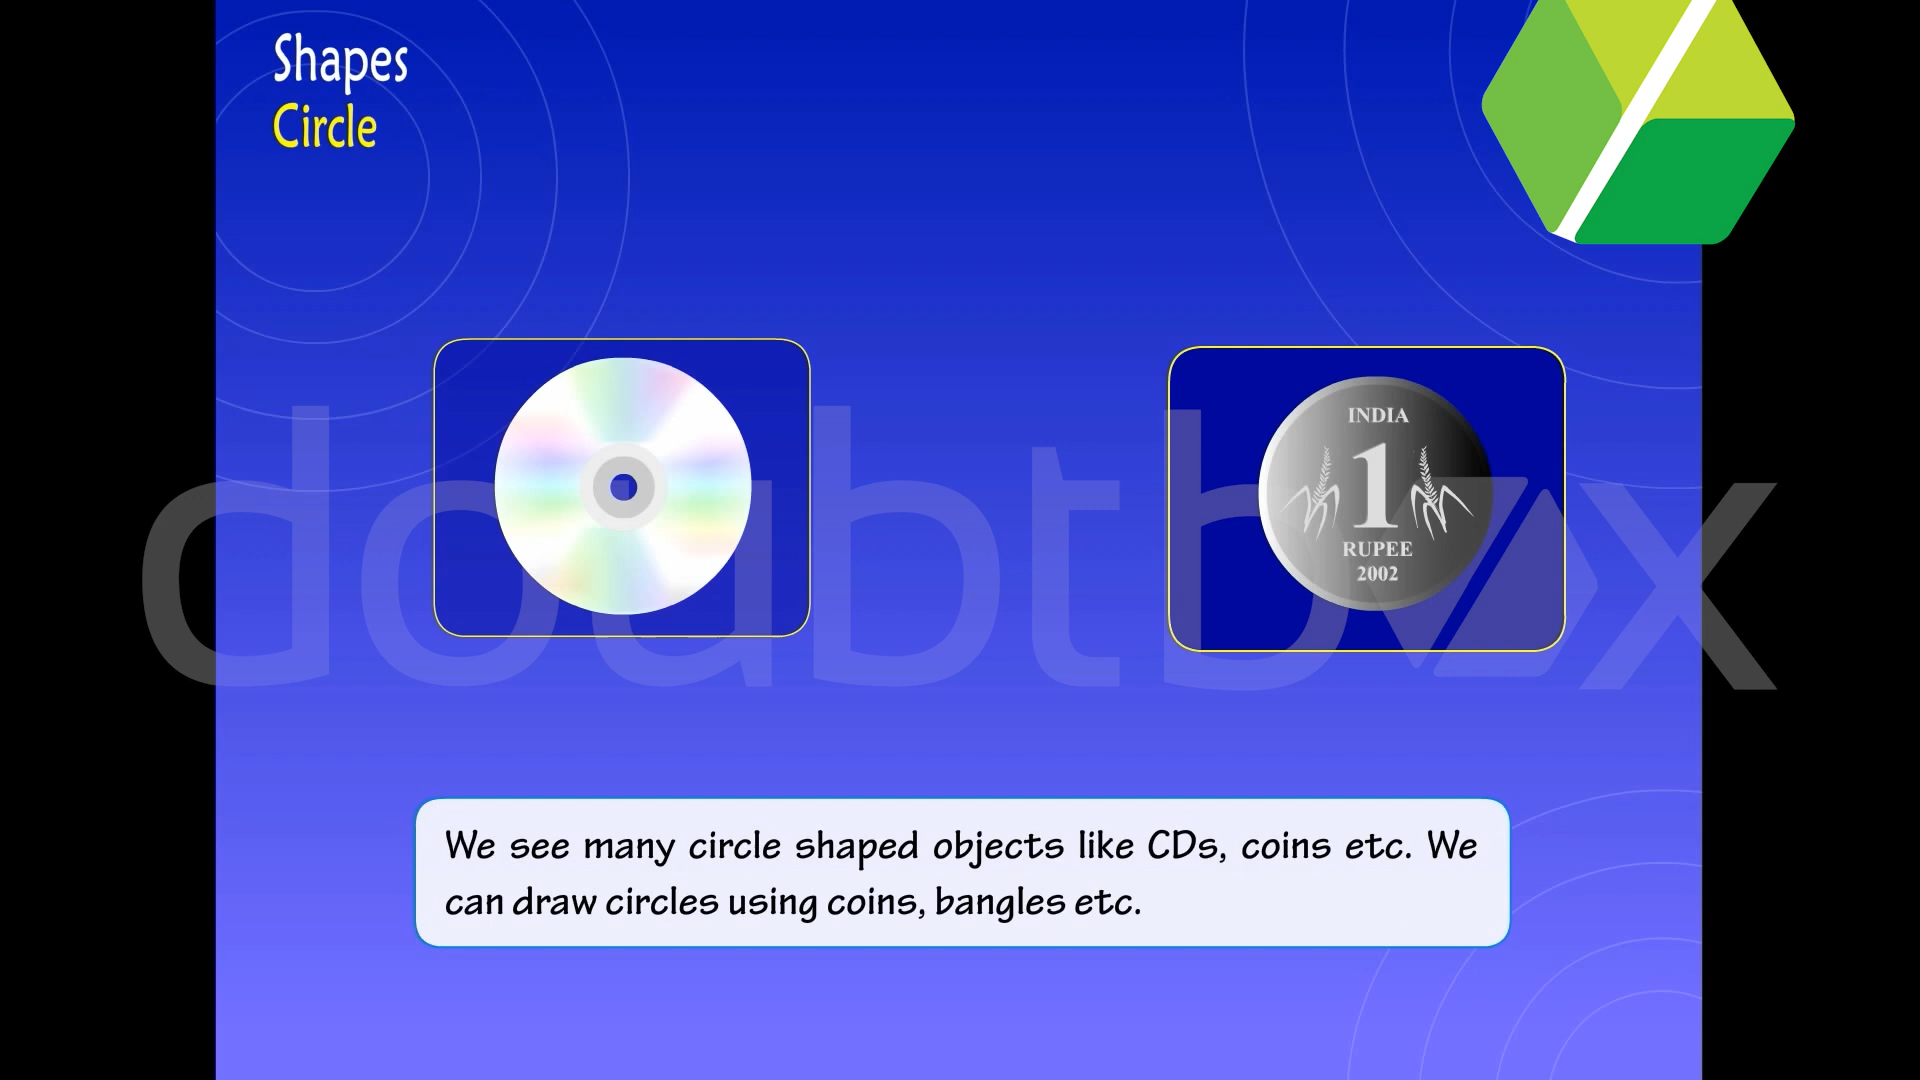 Shapes
Circle
INDIA
1
RUPEE
2002
doubtbox
We see many circle shaped objects like CDs, coins etc. We
can draw circles using coins, bangles etc.